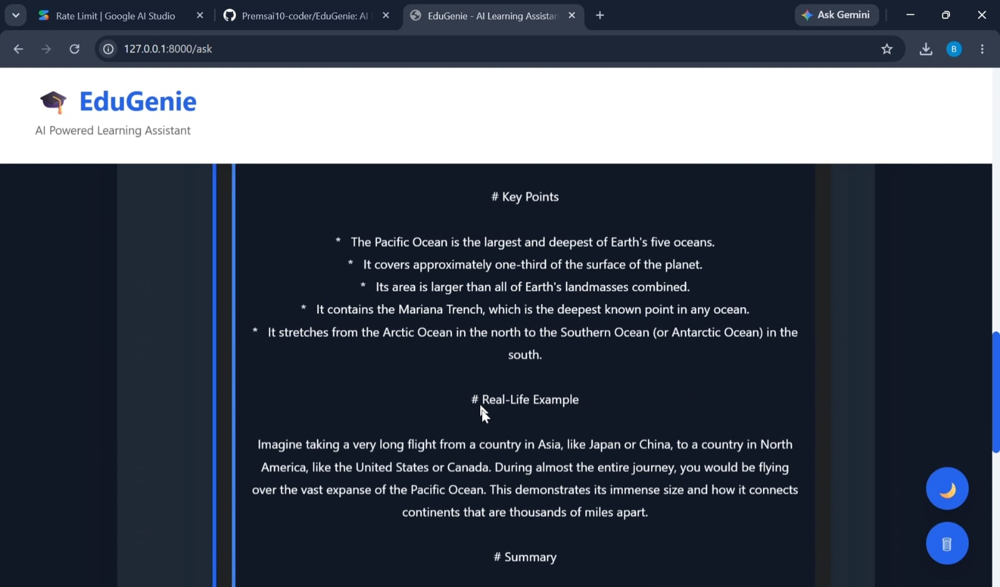 Rate Limit | Google AI Studio
Premsai10-coder/EduGenie: AI
EduGenie - AI Learning Assistan
Ask Gemini
127.0.0.1:8000/ask
B
EduGenie
AI Powered Learning Assistant
# Key Points
* The Pacific Ocean is the largest and deepest of Earth's five oceans.
* It covers approximately one-third of the surface of the planet.
* Its area is larger than all of Earth's landmasses combined.
* It contains the Mariana Trench, which is the deepest known point in any ocean.
* It stretches from the Arctic Ocean in the north to the Southern Ocean (or Antarctic Ocean) in the
south.
# Real-Life Example
Imagine taking a very long flight from a country in Asia, like Japan or China, to a country in North
America, like the United States or Canada. During almost the entire journey, you would be flying
over the vast expanse of the Pacific Ocean. This demonstrates its immense size and how it connects
continents that are thousands of miles apart.
# Summary